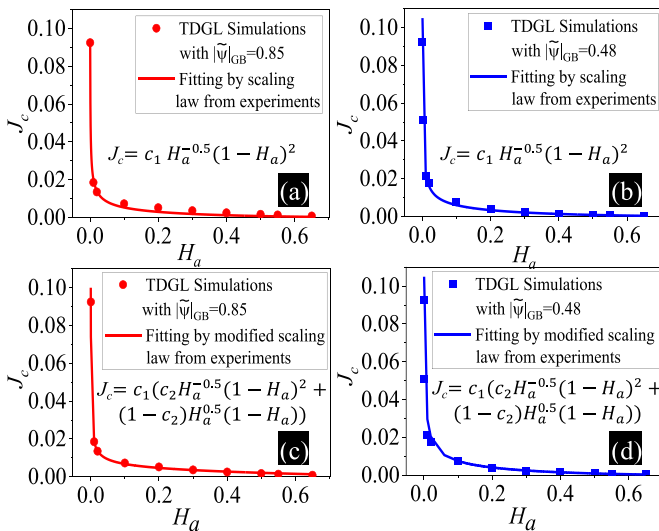 TDGL Simulations
with |ψ̃|GB=0.85
Fitting by scaling
law from experiments
J_c= c_1 H_a^{-0.5}(1 − H_a)^2
(a)
0.10
0.08
0.06
0.04
0.02
0.00
J_c
0.0 0.2 0.4 0.6
H_a
TDGL Simulations
with |ψ̃|GB=0.48
Fitting by scaling
law from experiments
J_c= c_1 H_a^{-0.5}(1 − H_a)^2
(b)
0.10
0.08
0.06
0.04
0.02
0.00
J_c
0.0 0.2 0.4 0.6
H_a
TDGL Simulations
with |ψ̃|GB=0.85
Fitting by modified scaling
law from experiments
J_c= c_1(c_2H_a^{-0.5}(1 − H_a)^2 +
(1 − c_2)H_a^{0.5}(1 − H_a))
(c)
0.10
0.08
0.06
0.04
0.02
0.00
J_c
0.0 0.2 0.4 0.6
H_a
TDGL Simulations
with |ψ̃|GB=0.48
Fitting by modified scaling
law from experiments
J_c= c_1(c_2H_a^{-0.5}(1 − H_a)^2 +
(1 − c_2)H_a^{0.5}(1 − H_a))
(d)
0.10
0.08
0.06
0.04
0.02
0.00
J_c
0.0 0.2 0.4 0.6
H_a